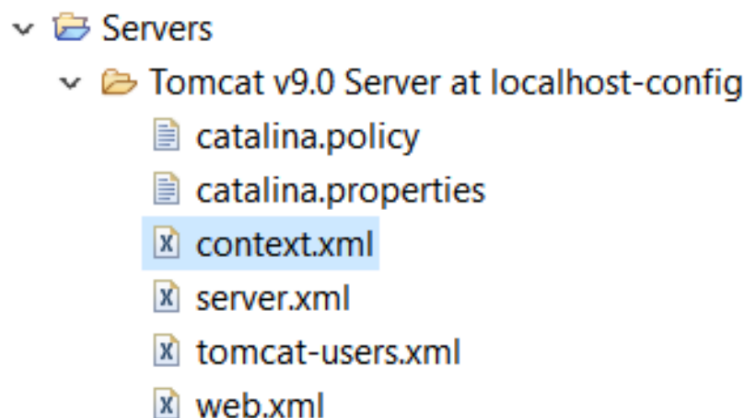 Servers
Tomcat v9.0 Server at localhost-config
catalina.policy
catalina.properties
context.xml
server.xml
tomcat-users.xml
web.xml